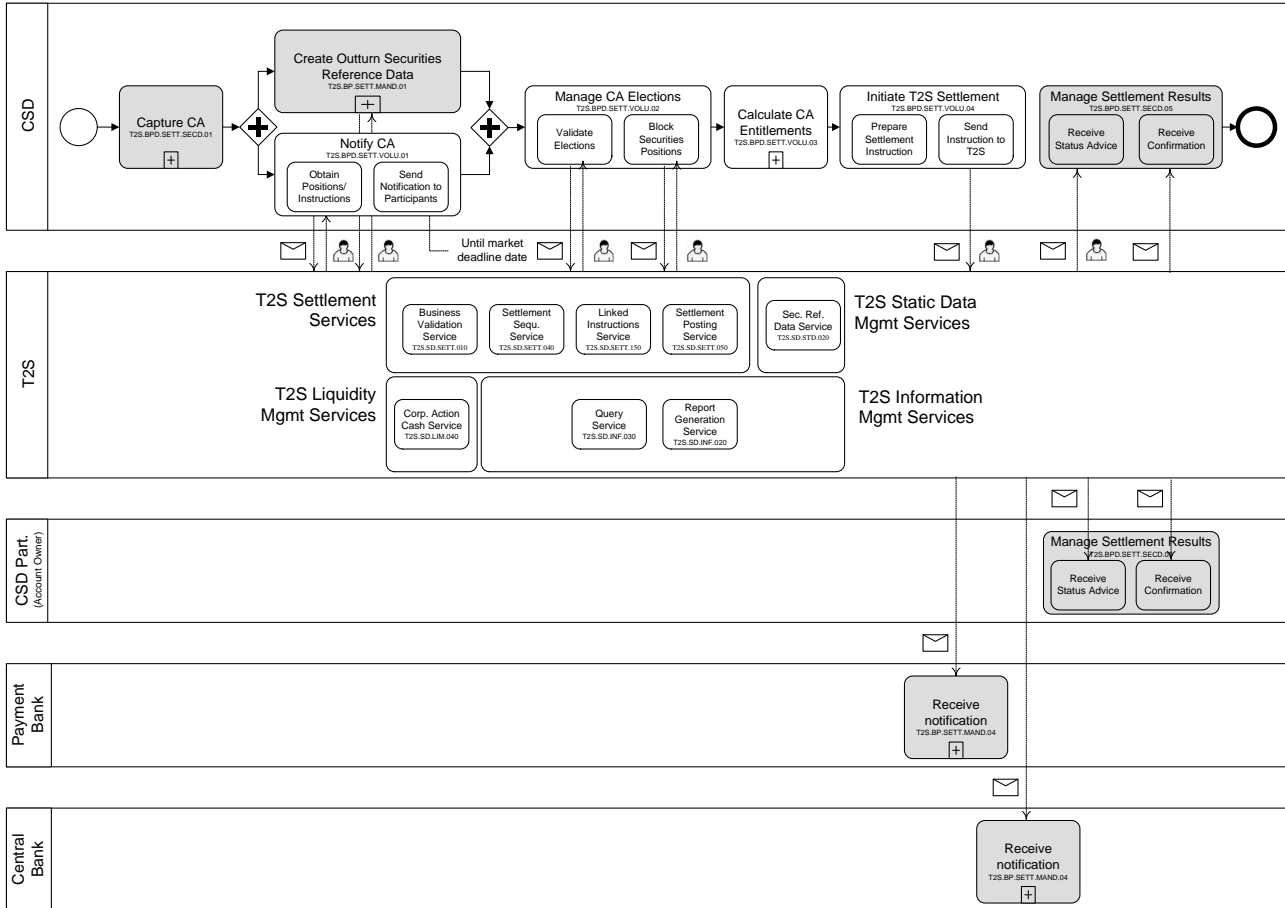 CSD
Capture CA
T2S.BPD.SETT.SECD.01
Create Outturn Securities
Reference Data
T2S.BP.SETT.MAND.01
Notify CA
T2S.BPD.SETT.VOLU.01
Obtain
Positions/
Instructions
Send
Notification to
Participants
Manage CA Elections
T2S.BPD.SETT.VOLU.02
Validate
Elections
Block
Securities
Positions
Calculate CA
Entitlements
T2S.BPD.SETT.VOLU.03
Initiate T2S Settlement
T2S.BPD.SETT.VOLU.04
Prepare
Settlement
Instruction
Send
Instruction to
T2S
Manage Settlement Results
T2S.BPD.SETT.SECD.05
Receive
Status Advice
Receive
Confirmation
Until market
deadline date
T2S
T2S Settlement
Services
Business
Validation
Service
T2S.SD.SETT.010
Settlement
Sequ.
Service
T2S.SD.SETT.040
Linked
Instructions
Service
T2S.SD.SETT.150
Settlement
Posting
Service
T2S.SD.SETT.050
Sec. Ref.
Data Service
T2S.SD.STD.020
T2S Static Data
Mgmt Services
T2S Liquidity
Mgmt Services
Corp. Action
Cash Service
T2S.SD.LIM.040
Query
Service
T2S.SD.INF.030
Report
Generation
Service
T2S.SD.INF.020
T2S Information
Mgmt Services
CSD Part.
(Account Owner)
Manage Settlement Results
Receive
Status Advice
Receive
Confirmation
Payment
Bank
Receive
notification
T2S.BP.SETT.MAND.04
Central
Bank
Receive
notification
T2S.BP.SETT.MAND.04